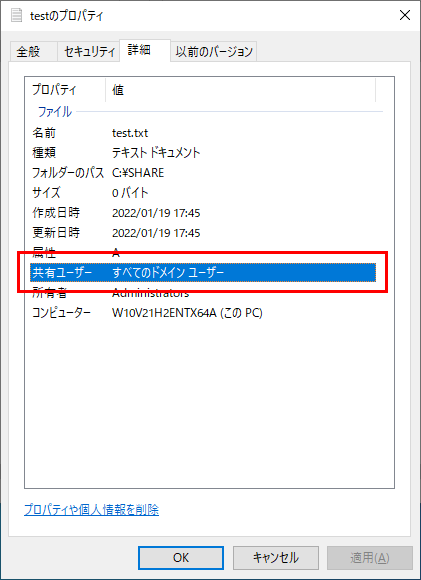 testのプロパティ
全般 セキュリティ 詳細 以前のバージョン
プロパティ 値
ファイル
名前 test.txt
種類 テキスト ドキュメント
フォルダーのパス C:¥SHARE
サイズ 0 バイト
作成日時 2022/01/19 17:45
更新日時 2022/01/19 17:45
属性 A
共有ユーザー すべてのドメイン ユーザー
所有者 Administrators
コンピューター W10V21H2ENTX64A (この PC)
プロパティや個人情報を削除
OK キャンセル 適用(A)